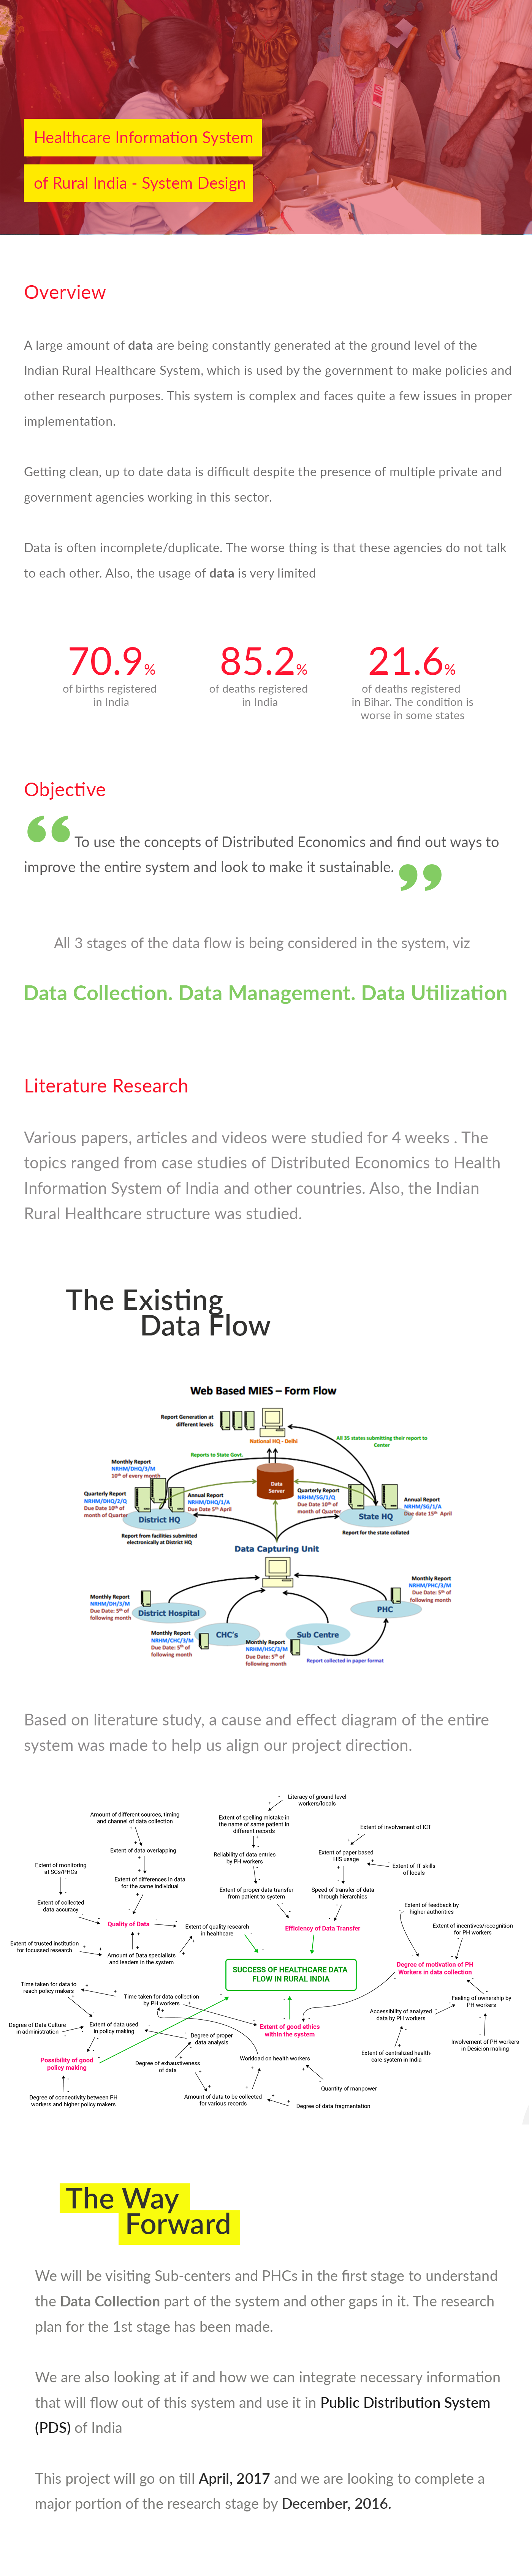 Healthcare Information System
of Rural India - System Design
Overview
A large amount of data are being constantly generated at the ground level of the
Indian Rural Healthcare System, which is used by the government to make policies and
other research purposes. This system is complex and faces quite a few issues in proper
implementation.
Getting clean, up to date data is difficult despite the presence of multiple private and
government agencies working in this sector.
Data is often incomplete/duplicate. The worse thing is that these agencies do not talk
to each other. Also, the usage of data is very limited
70.9%
of births registered
in India
85.2%
of deaths registered
in India
21.6%
of deaths registered
in Bihar. The condition is
worse in some states
Objective
“ To use the concepts of Distributed Economics and find out ways to
improve the entire system and look to make it sustainable. ”
All 3 stages of the data flow is being considered in the system, viz
Data Collection. Data Management. Data Utilization
Literature Research
Various papers, articles and videos were studied for 4 weeks . The
topics ranged from case studies of Distributed Economics to Health
Information System of India and other countries. Also, the Indian
Rural Healthcare structure was studied.
The Existing
Data Flow
Web Based MIES – Form Flow
Report Generation at
different levels
National HQ - Delhi
All 35 states submitting their report to
Center
Reports to State Govt.
Monthly Report
NRHM/DHQ/3/M
10th of every month
Data
Server
Quarterly Report
NRHM/DHQ/2/Q
Due Date 10th of
month of Quarter
Annual Report
NRHM/DHQ/1/A
Due Date 5th April
Quarterly Report
NRHM/SG/1/Q
Due Date 10th of
month of Quarter
Annual Report
NRHM/SG/1/A
Due date 15th April
District HQ
State HQ
Report from facilities submitted
electronically at District HQ
Report for the state collated
Data Capturing Unit
Monthly Report
NRHM/DH/3/M
Due Date: 5th of
following month
District Hospital
Monthly Report
NRHM/PHC/3/M
Due Date: 5th of
following month
PHC
Monthly Report
NRHM/CHC/3/M
Due Date: 5th of
following month
CHC's
Monthly Report
NRHM/HSC/3/M
Due Date: 5th of
following month
Sub Centre
Report collected in paper format
Based on literature study, a cause and effect diagram of the entire
system was made to help us align our project direction.
Literacy of ground level
workers/locals
Amount of different sources, timing
and channel of data collection
Extent of spelling mistake in
the name of same patient in
different records
Extent of involvement of ICT
Extent of data overlapping
Reliability of data entries
by PH workers
Extent of paper based
HIS usage
Extent of monitoring
at SCs/PHCs
Extent of IT skills
of locals
Extent of differences in data
for the same individual
Extent of proper data transfer
from patient to system
Speed of transfer of data
through hierarchies
Extent of collected
data accuracy
Extent of feedback by
higher authorities
Quality of Data
Extent of quality research
in healthcare
Efficiency of Data Transfer
Extent of incentives/recognition
for PH workers
Extent of trusted institution
for focussed research
Amount of Data specialists
and leaders in the system
SUCCESS OF HEALTHCARE DATA
FLOW IN RURAL INDIA
Degree of motivation of PH
Workers in data collection
Time taken for data to
reach policy makers
Time taken for data collection
by PH workers
Feeling of ownership by
PH workers
Accessibility of analyzed
data by PH workers
Degree of Data Culture
in administration
Extent of data used
in policy making
Degree of proper
data analysis
Extent of good ethics
within the system
Involvement of PH workers
in Desicion making
Possibility of good
policy making
Degree of exhaustiveness
of data
Workload on health workers
Extent of centralized health-
care system in India
Quantity of manpower
Degree of connectivity between PH
workers and higher policy makers
Amount of data to be collected
for various records
Degree of data fragmentation
The Way
Forward
We will be visiting Sub-centers and PHCs in the first stage to understand
the Data Collection part of the system and other gaps in it. The research
plan for the 1st stage has been made.
We are also looking at if and how we can integrate necessary information
that will flow out of this system and use it in Public Distribution System
(PDS) of India
This project will go on till April, 2017 and we are looking to complete a
major portion of the research stage by December, 2016.